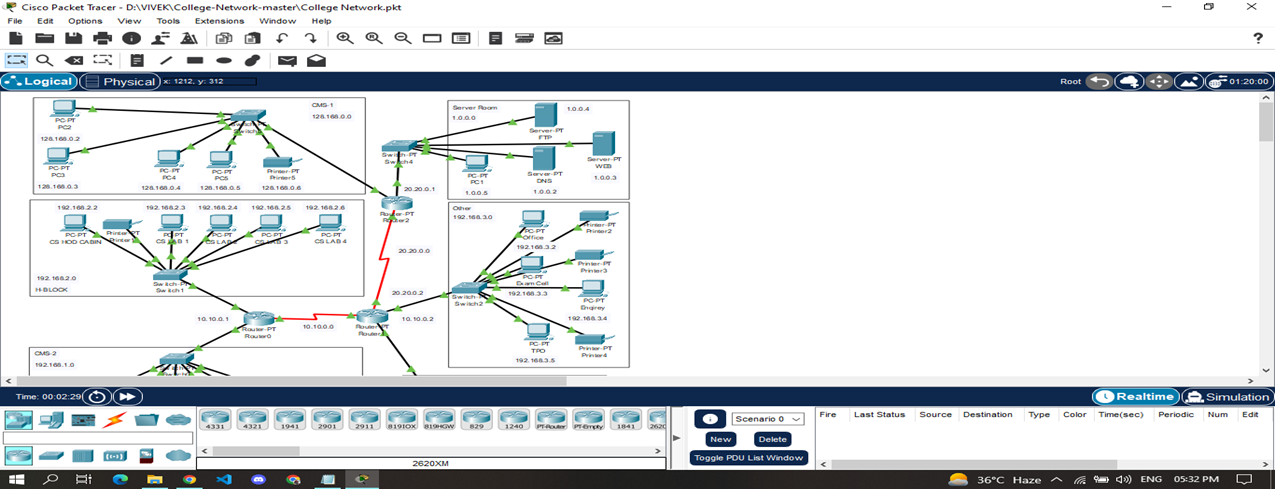 Cisco Packet Tracer - D:\VIVEK\College-Network-master\College Network.pkt
File Edit Options View Tools Extensions Window Help
?
Logical Physical x: 1212, y: 312 Root 01:20:00
CMS-1
128.168.0.0
PC-PT
PC2
128.168.0.2
PC-PT
PC3
128.168.0.3
PC-PT
PC4
128.168.0.4
PC-PT
PC5
128.168.0.5
Printer-PT
Printer5
128.168.0.6
Server Room
1.0.0.0
1.0.0.4
Server-PT
FTP
Server-PT
WEB
1.0.0.3
Server-PT
DNS
1.0.0.2
PC-PT
PC1
1.0.0.5
Switch-PT
Switch4
20.20.0.1
Router-PT
Router2
192.168.2.2 192.168.2.3 192.168.2.4 192.168.2.5 192.168.2.6
PC-PT
CS HOD CABIN
Printer-PT
PC-PT
CS LAB 1
PC-PT
CS LAB
PC-PT
LAB 3
PC-PT
CS LAB 4
192.168.2.0
H-BLOCK
Switch-PT
Switch1
20.20.0.0
20.20.0.2
Other
192.168.3.0
PC-PT
Office
192.168.3.2
Printer-PT
Printer2
Printer-PT
Printer3
PC-PT
Exam Cell
192.168.3.3
PC-PT
Enqirey
192.168.3.4
Switch-PT
Switch2
PC-PT
TPO
192.168.3.5
Printer-PT
Printer4
10.10.0.1
Router-PT
Router0
10.10.0.0
Router-PT
10.10.0.2
CMS-2
192.168.1.0
Time: 00:02:29 Realtime Simulation
4331 4321 1941 2901 2911 819IOX 819HGW 829 1240 PT-Router PT-Empty 1841 2620
2620XM
Scenario 0
New Delete
Toggle PDU List Window
Fire Last Status Source Destination Type Color Time(sec) Periodic Num Edit
36°C Haze ENG 05:32 PM